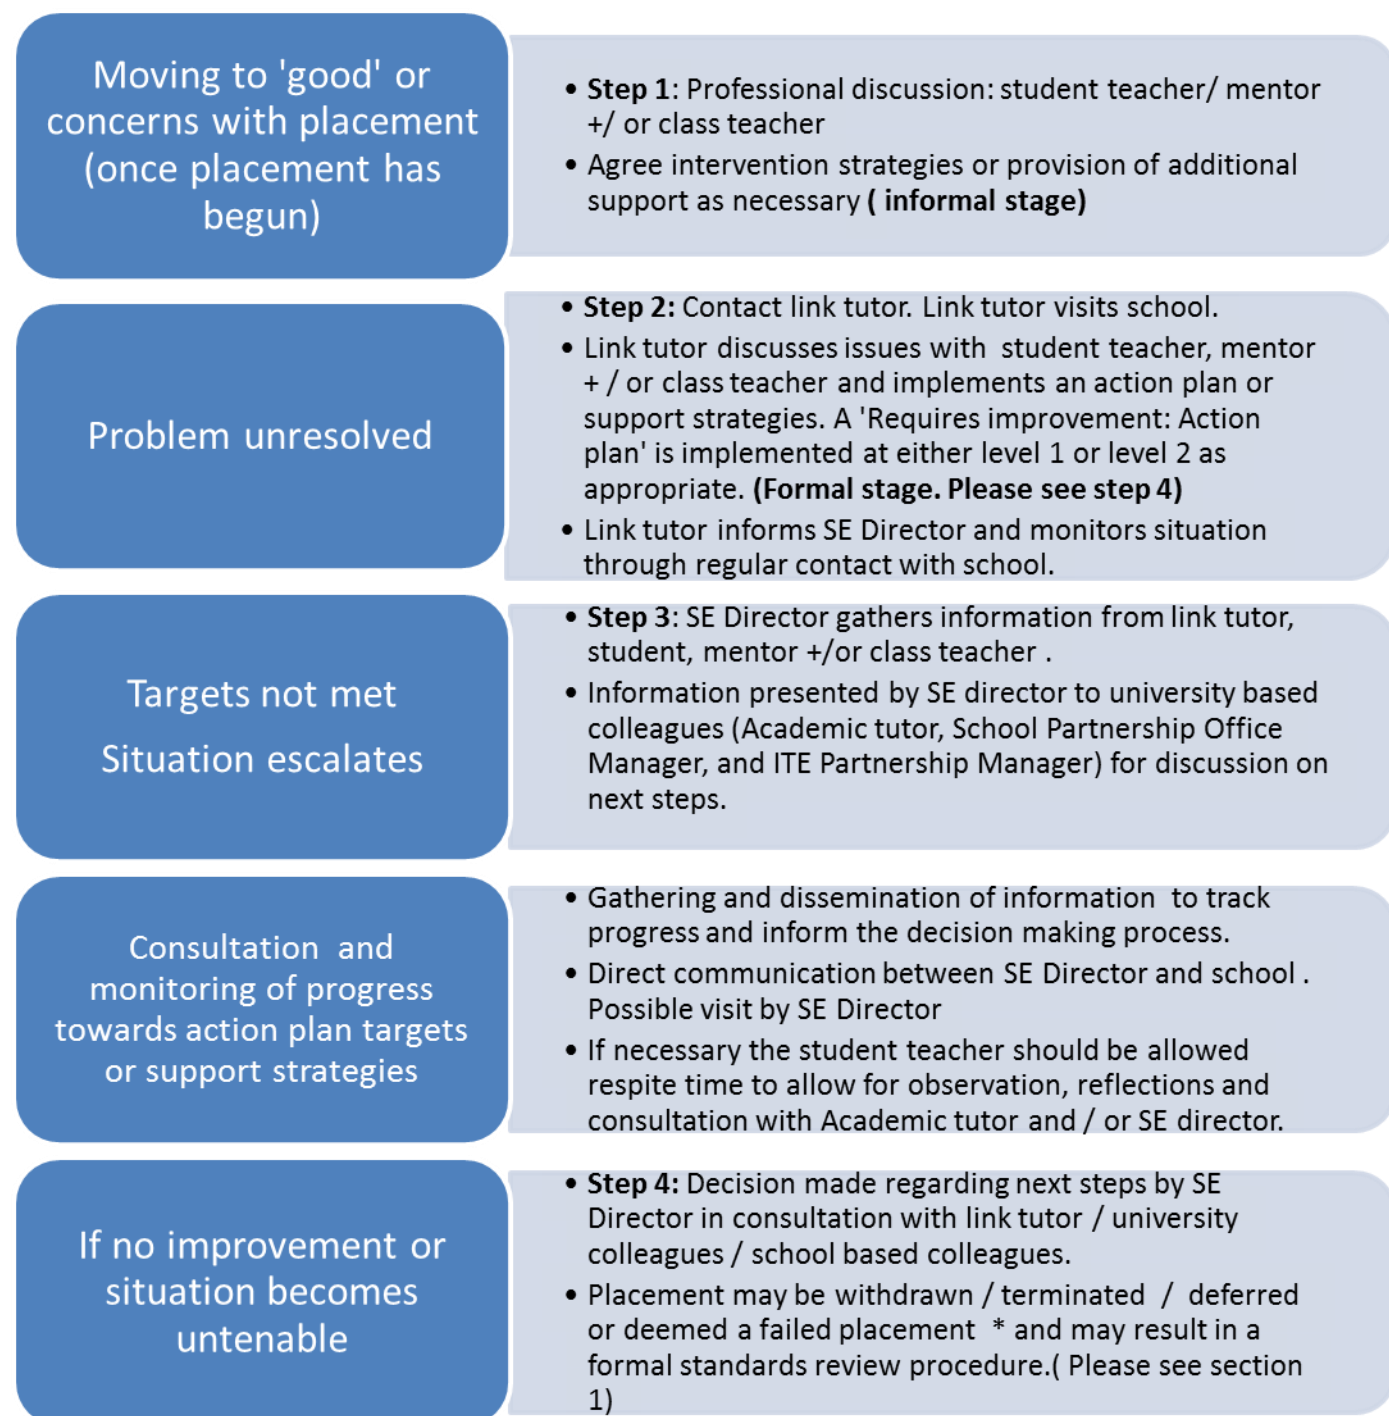 Moving to 'good' or
concerns with placement
(once placement has
begun)
• Step 1: Professional discussion: student teacher/ mentor
+/ or class teacher
• Agree intervention strategies or provision of additional
support as necessary ( informal stage)
Problem unresolved
• Step 2: Contact link tutor. Link tutor visits school.
• Link tutor discusses issues with student teacher, mentor
+ / or class teacher and implements an action plan or
support strategies. A 'Requires improvement: Action
plan' is implemented at either level 1 or level 2 as
appropriate. (Formal stage. Please see step 4)
• Link tutor informs SE Director and monitors situation
through regular contact with school.
Targets not met
Situation escalates
• Step 3: SE Director gathers information from link tutor,
student, mentor +/or class teacher .
• Information presented by SE director to university based
colleagues (Academic tutor, School Partnership Office
Manager, and ITE Partnership Manager) for discussion on
next steps.
Consultation and
monitoring of progress
towards action plan targets
or support strategies
• Gathering and dissemination of information to track
progress and inform the decision making process.
• Direct communication between SE Director and school .
Possible visit by SE Director
• If necessary the student teacher should be allowed
respite time to allow for observation, reflections and
consultation with Academic tutor and / or SE director.
If no improvement or
situation becomes
untenable
• Step 4: Decision made regarding next steps by SE
Director in consultation with link tutor / university
colleagues / school based colleagues.
• Placement may be withdrawn / terminated / deferred
or deemed a failed placement * and may result in a
formal standards review procedure.( Please see section
1)